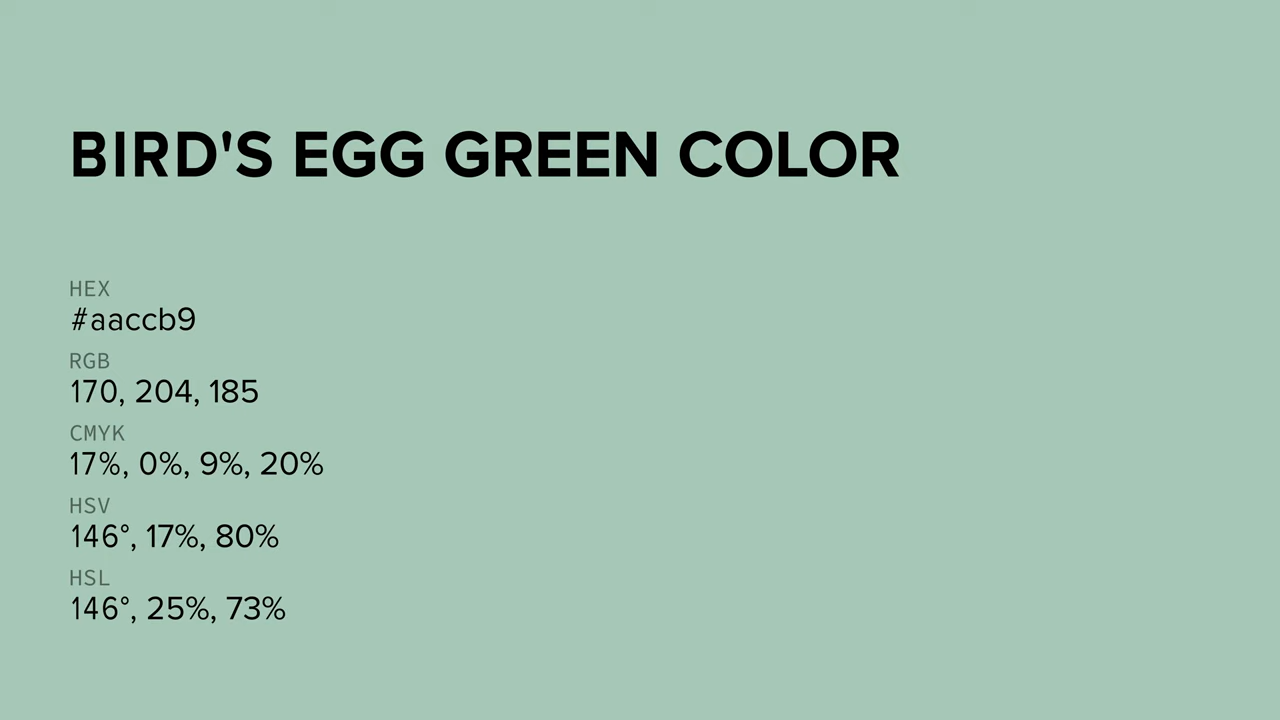 BIRD'S EGG GREEN COLOR
HEX
#aaccb9
RGB
170, 204, 185
CMYK
17%, 0%, 9%, 20%
HSV
146°, 17%, 80%
HSL
146°, 25%, 73%